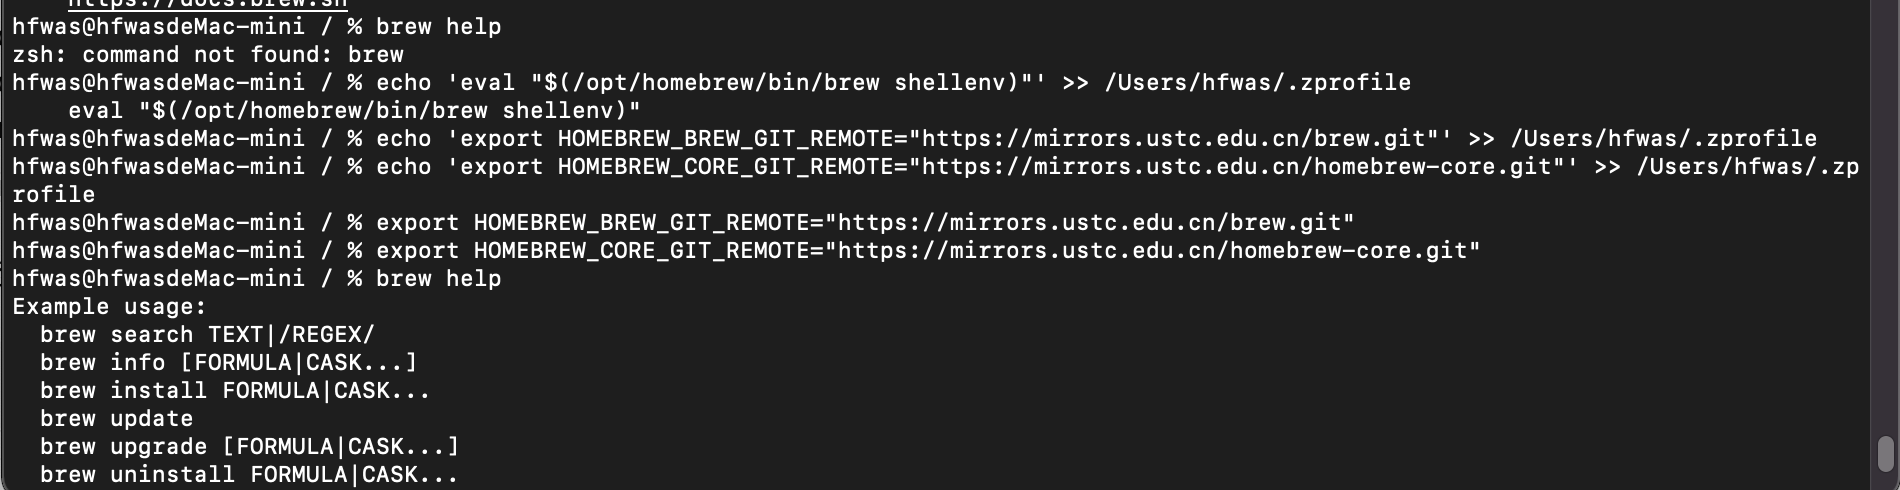 https://docs.brew.sh
hfwas@hfwasdeMac-mini / % brew help
zsh: command not found: brew
hfwas@hfwasdeMac-mini / % echo 'eval "$(/opt/homebrew/bin/brew shellenv)"' >> /Users/hfwas/.zprofile
    eval "$(/opt/homebrew/bin/brew shellenv)"
hfwas@hfwasdeMac-mini / % echo 'export HOMEBREW_BREW_GIT_REMOTE="https://mirrors.ustc.edu.cn/brew.git"' >> /Users/hfwas/.zprofile
hfwas@hfwasdeMac-mini / % echo 'export HOMEBREW_CORE_GIT_REMOTE="https://mirrors.ustc.edu.cn/homebrew-core.git"' >> /Users/hfwas/.zp
rofile
hfwas@hfwasdeMac-mini / % export HOMEBREW_BREW_GIT_REMOTE="https://mirrors.ustc.edu.cn/brew.git"
hfwas@hfwasdeMac-mini / % export HOMEBREW_CORE_GIT_REMOTE="https://mirrors.ustc.edu.cn/homebrew-core.git"
hfwas@hfwasdeMac-mini / % brew help
Example usage:
  brew search TEXT|/REGEX/
  brew info [FORMULA|CASK...]
  brew install FORMULA|CASK...
  brew update
  brew upgrade [FORMULA|CASK...]
  brew uninstall FORMULA|CASK...